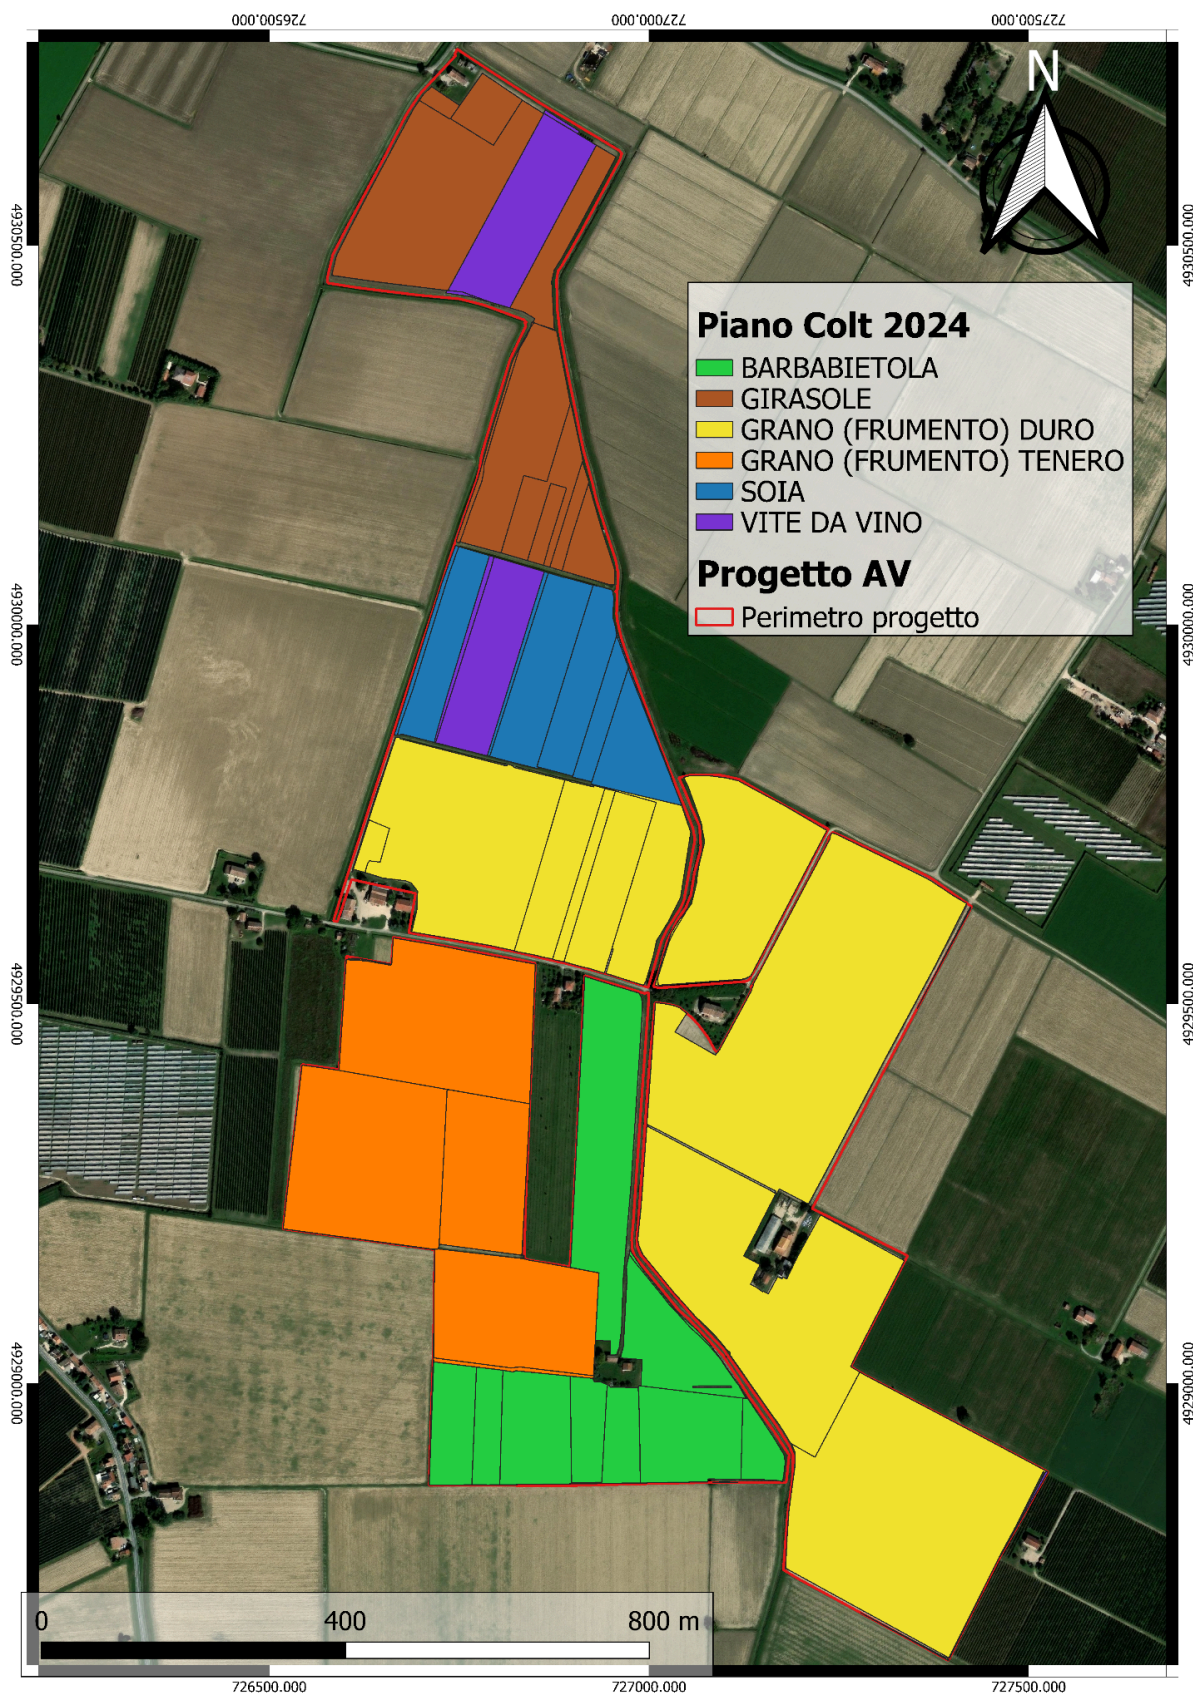 726500.000 727000.000 727500.000
N
4930500.000 4930500.000
Piano Colt 2024
BARBABIETOLA
GIRASOLE
GRANO (FRUMENTO) DURO
GRANO (FRUMENTO) TENERO
SOIA
VITE DA VINO
Progetto AV
Perimetro progetto
4930000.000 4930000.000
4929500.000 4929500.000
4929000.000 4929000.000
0 400 800 m
726500.000 727000.000 727500.000